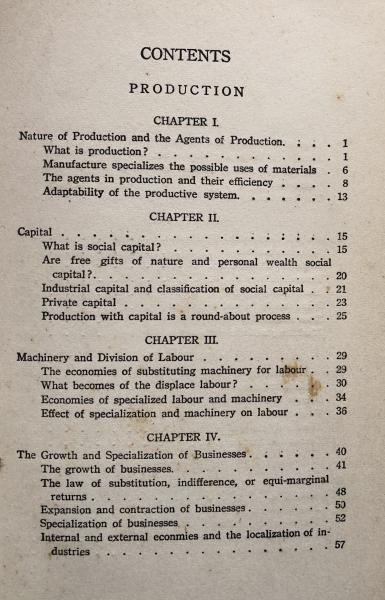 CONTENTS
PRODUCTION
CHAPTER I.
Nature of Production and the Agents of Production. . . . 1
What is production? . . . . . . . . . . 1
Manufacture specializes the possible uses of materials . 6
The agents in production and their efficiency . . . . 8
Adaptability of the productive system. . . . . . . 13
CHAPTER II.
Capital . . . . . . . . . . . . . . . 15
What is social capital? . . . . . . . . . 15
Are free gifts of nature and personal wealth social
capital?. . . . . . . . . . . . . . 20
Industrial capital and classification of social capital . . 21
Private capital . . . . . . . . . . . . 23
Production with capital is a round-about process . . . 25
CHAPTER III.
Machinery and Division of Labour . . . . . . . . 29
The economies of substituting machinery for labour . . 29
What becomes of the displace labour? . . . . . . 30
Economies of specialized labour and machinery . . . 34
Effect of specialization and machinery on labour . . . 36
CHAPTER IV.
The Growth and Specialization of Businesses . . . . . 40
The growth of businesses. . . . . . . . . . 41
The law of substitution, indifference, or equi-marginal
returns . . . . . . . . . . . . . . 48
Expansion and contraction of businesses . . . . . 50
Specialization of businesses . . . . . . . . . 52
Internal and external econmies and the localization of in-
dustries . . . . . . . . . . . . . . 57